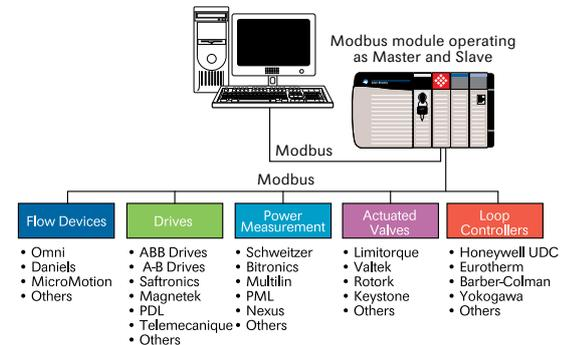 Modbus module operating
as Master and Slave
Modbus
Modbus
Flow Devices
• Omni
• Daniels
• MicroMotion
• Others
Drives
• ABB Drives
• A-B Drives
• Saftronics
• Magnetek
• PDL
• Telemecanique
• Others
Power
Measurement
• Schweitzer
• Bitronics
• Multilin
• PML
• Nexus
• Others
Actuated
Valves
• Limitorque
• Valtek
• Rotork
• Keystone
• Others
Loop
Controllers
• Honeywell UDC
• Eurotherm
• Barber-Colman
• Yokogawa
• Others